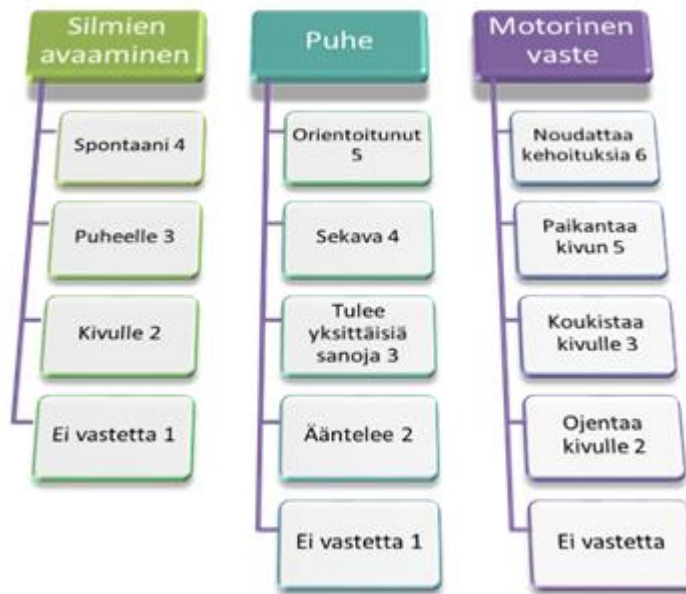 Silmien
avaaminen
Spontaani 4
Puheelle 3
Kivulle 2
Ei vastetta 1
Puhe
Orientoitunut
5
Sekava 4
Tulee
yksittäisiä
sanoja 3
Ääntelee 2
Ei vastetta 1
Motorinen
vaste
Noudattaa
kehoituksia 6
Paikantaa
kivun 5
Koukistaa
kivulle 3
Ojentaa
kivulle 2
Ei vastetta